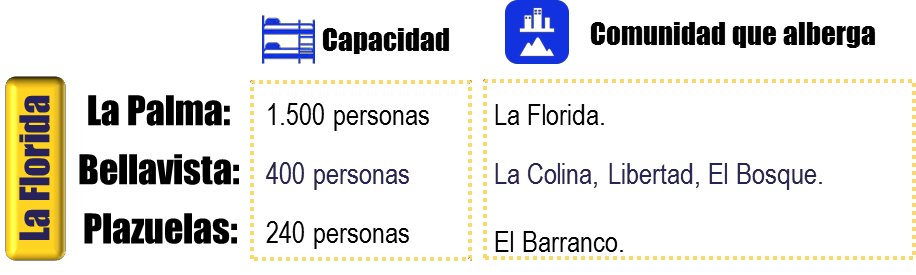 Capacidad
Comunidad que alberga
La Florida
La Palma: 1.500 personas La Florida.
Bellavista: 400 personas La Colina, Libertad, El Bosque.
Plazuelas: 240 personas El Barranco.